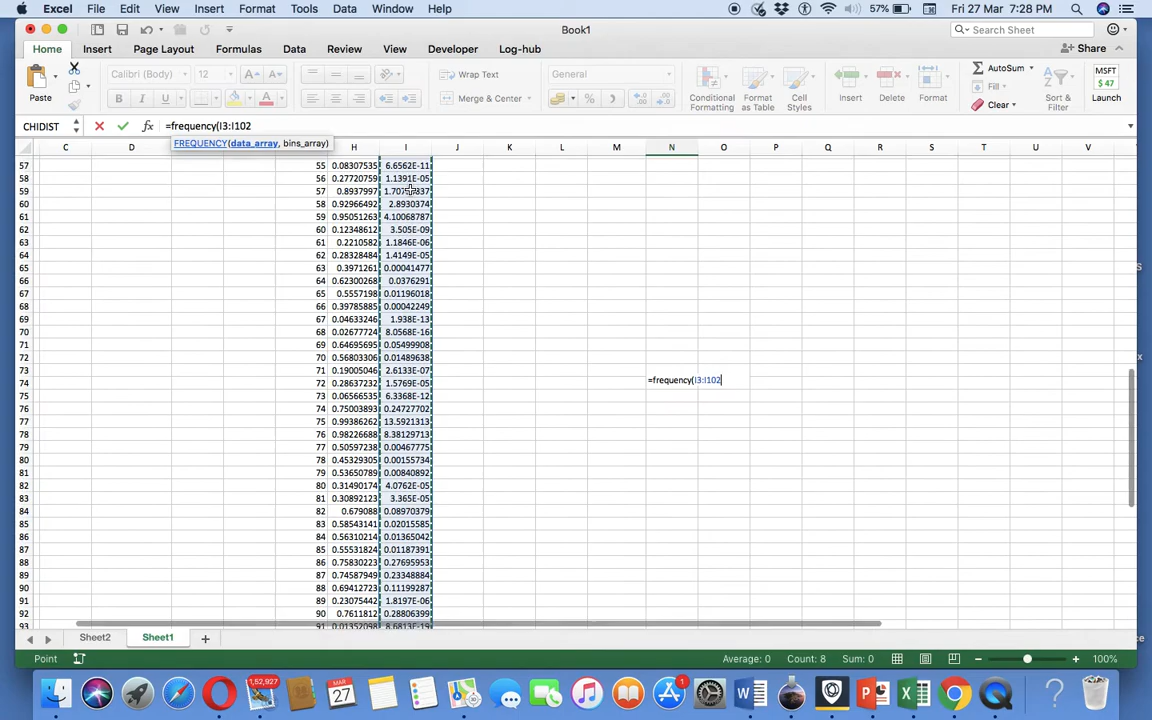 Excel File Edit View Insert Format Tools Data Window Help 57% Fri 27 Mar 7:28 PM
Book1 Search Sheet
Home Insert Page Layout Formulas Data Review View Developer Log-hub Share
Paste Calibri (Body) 12 A A Wrap Text General Conditional Formatting Format as Table Cell Styles Insert Delete Format AutoSum Fill Clear Sort & Filter MSFT $ 47 Launch
B I U A Merge & Center
CHIDIST fx =frequency(I3:I102
FREQUENCY(data_array, bins_array)
C D E F G H I J K L M N O P Q R S T U V
57 55 0.08307535 6.6562E-11
58 56 0.27720759 1.1391E-05
59 57 0.8937997
60 58 0.92966492 2.8930374
61 59 0.95051263 4.10068787
62 60 0.12348612 3.505E-09
63 61 0.2210582 1.1846E-06
64 62 0.28328484 1.4149E-05
65 63 0.3971261 0.00041477
66 64 0.62300268 0.0376291
67 65 0.5557198 0.01196018
68 66 0.39785885 0.00042249
69 67 0.04633246 1.938E-13
70 68 0.02677724 8.0568E-16
71 69 0.64695695 0.05499908
72 70 0.56803306 0.01489638
73 71 0.19005046 2.6133E-07
74 72 0.28637232 1.5769E-05 =frequency(I3:I102
75 73 0.06566535 6.3368E-12
76 74 0.75003893 0.24727702
77 75 0.99386262 13.5921313
78 76 0.98226688 8.38129713
79 77 0.50597238 0.00467775
80 78 0.45329305 0.00155734
81 79 0.53650789 0.00840892
82 80 0.31490174 4.0762E-05
83 81 0.30892123 3.365E-05
84 82 0.679088 0.08970379
85 83 0.58543141 0.02015585
86 84 0.56310214 0.01365042
87 85 0.55531824 0.01187391
88 86 0.75830223 0.27695953
89 87 0.74587949 0.23348884
90 88 0.69412723 0.11199287
91 89 0.23075442 1.8197E-06
92 90 0.7611812 0.28806399
93 91 0.01352098 8.6813E-19
Sheet2 Sheet1
Point Average: 0 Count: 8 Sum: 0 100%
1,52,927 MAR 27 1